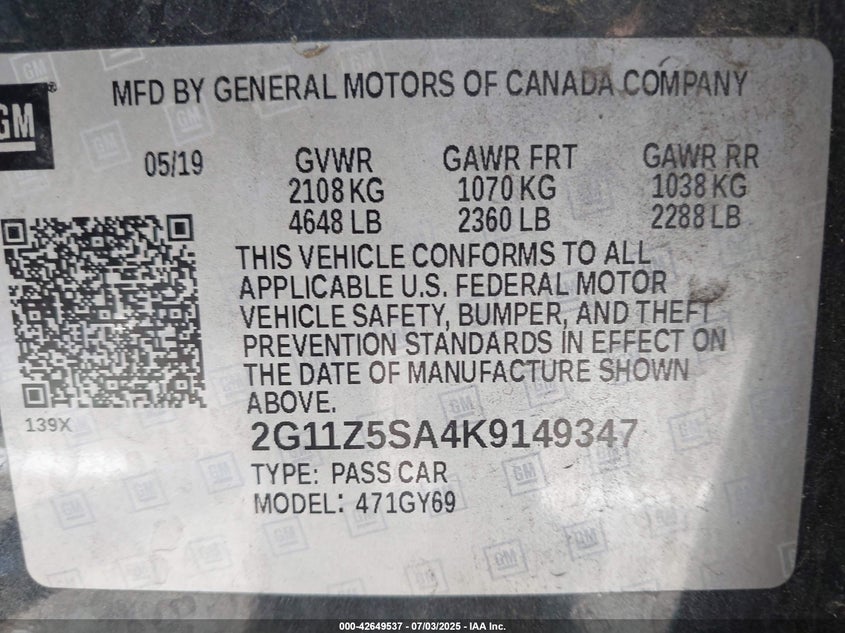 MFD BY GENERAL MOTORS OF CANADA COMPANY
GM
05/19 GVWR GAWR FRT GAWR RR
2108 KG 1070 KG 1038 KG
4648 LB 2360 LB 2288 LB
THIS VEHICLE CONFORMS TO ALL
APPLICABLE U.S. FEDERAL MOTOR
VEHICLE SAFETY, BUMPER, AND THEFT
PREVENTION STANDARDS IN EFFECT ON
THE DATE OF MANUFACTURE SHOWN
ABOVE.
139X
2G11Z5SA4K9149347
TYPE: PASS CAR
MODEL: 471GY69
000-42649537 - 07/03/2025 - IAA Inc.